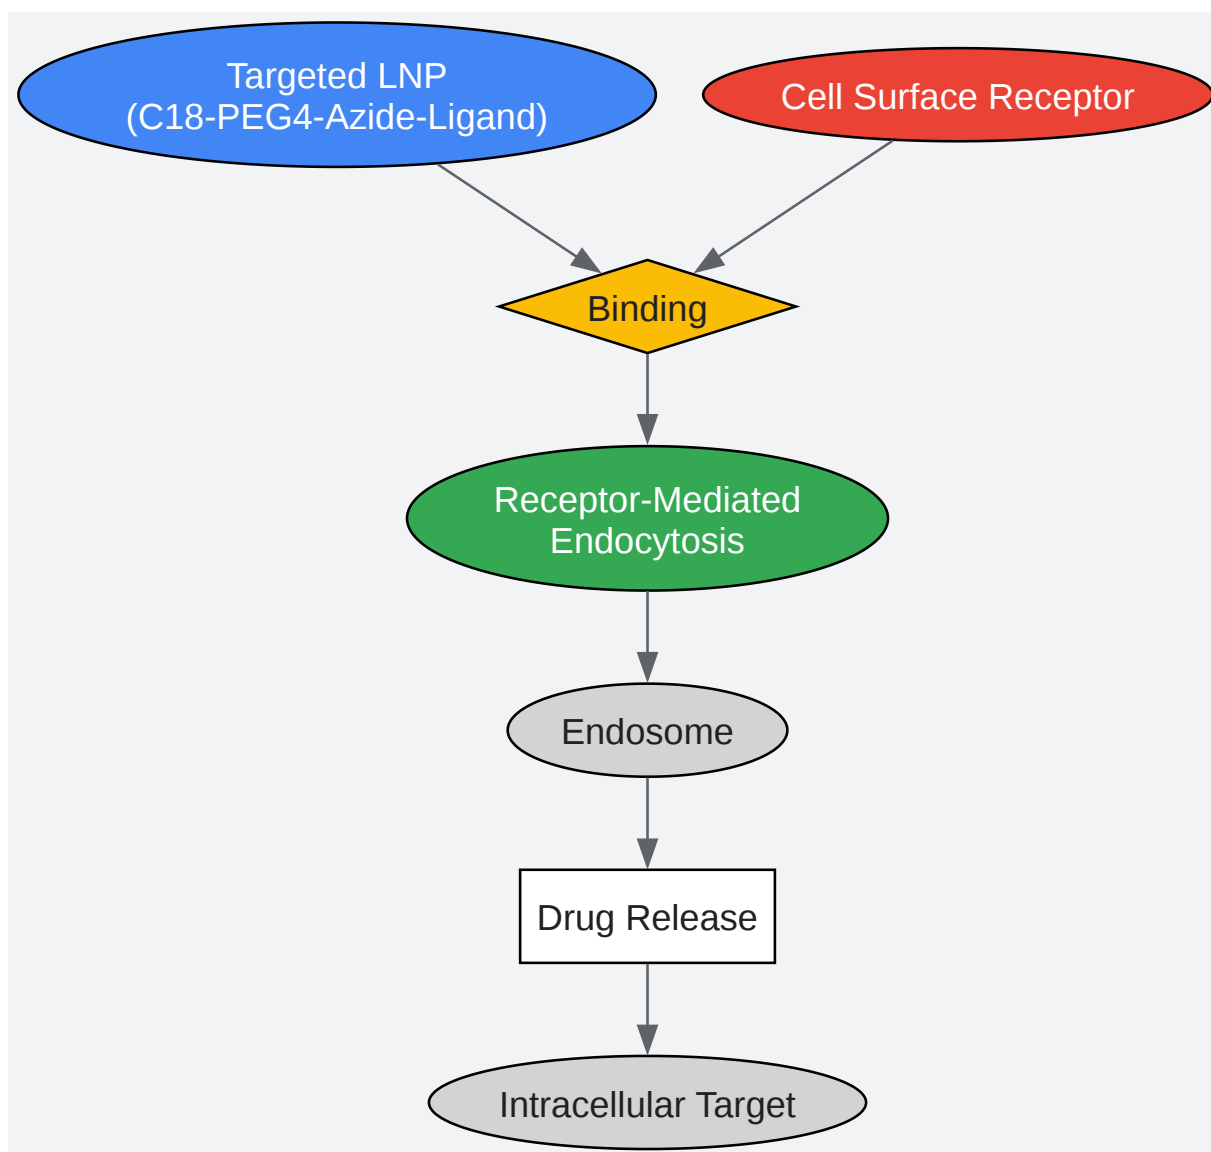 Targeted LNP
(C18-PEG4-Azide-Ligand)
Cell Surface Receptor
Binding
Receptor-Mediated
Endocytosis
Endosome
Drug Release
Intracellular Target